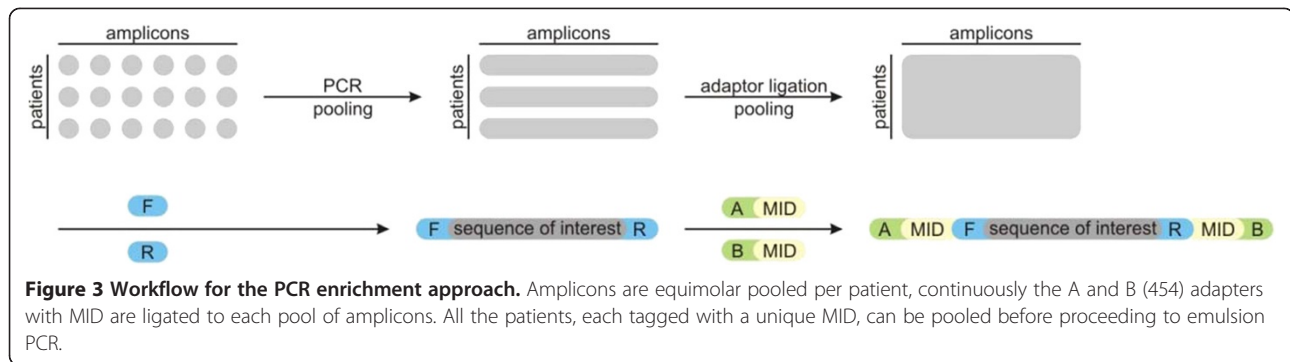 amplicons
amplicons
amplicons
patients
PCR
pooling
patients
adaptor ligation
pooling
patients
F
R
F sequence of interest R
A MID
B MID
A MID F sequence of interest R MID B
Figure 3 Workflow for the PCR enrichment approach. Amplicons are equimolar pooled per patient, continuously the A and B (454) adapters
with MID are ligated to each pool of amplicons. All the patients, each tagged with a unique MID, can be pooled before proceeding to emulsion
PCR.